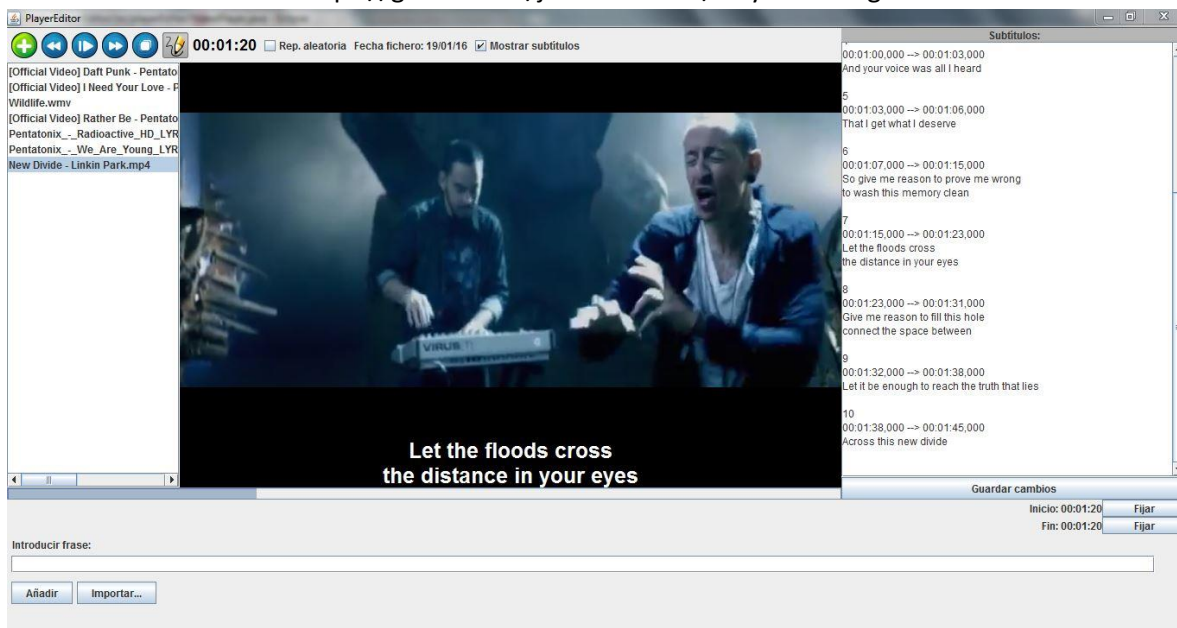 PlayerEditor
00:01:20 Rep. aleatoria Fecha fichero: 19/01/16 Mostrar subtitulos
[Official Video] Daft Punk - Pentato
[Official Video] I Need Your Love - P
Wildlife.wmv
[Official Video] Rather Be - Pentato
Pentatonix_-_Radioactive_HD_LYR
Pentatonix_-_We_Are_Young_LYR
New Divide - Linkin Park.mp4
VIRUS TI
Let the floods cross
the distance in your eyes
Subtitulos:
00:01:00,000 --> 00:01:03,000
And your voice was all I heard
5
00:01:03,000 --> 00:01:06,000
That I get what I deserve
6
00:01:07,000 --> 00:01:15,000
So give me reason to prove me wrong
to wash this memory clean
7
00:01:15,000 --> 00:01:23,000
Let the floods cross
the distance in your eyes
8
00:01:23,000 --> 00:01:31,000
Give me reason to fill this hole
connect the space between
9
00:01:32,000 --> 00:01:38,000
Let it be enough to reach the truth that lies
10
00:01:38,000 --> 00:01:45,000
Across this new divide
Guardar cambios
Inicio: 00:01:20 Fijar
Fin: 00:01:20 Fijar
Introducir frase:
Añadir Importar...